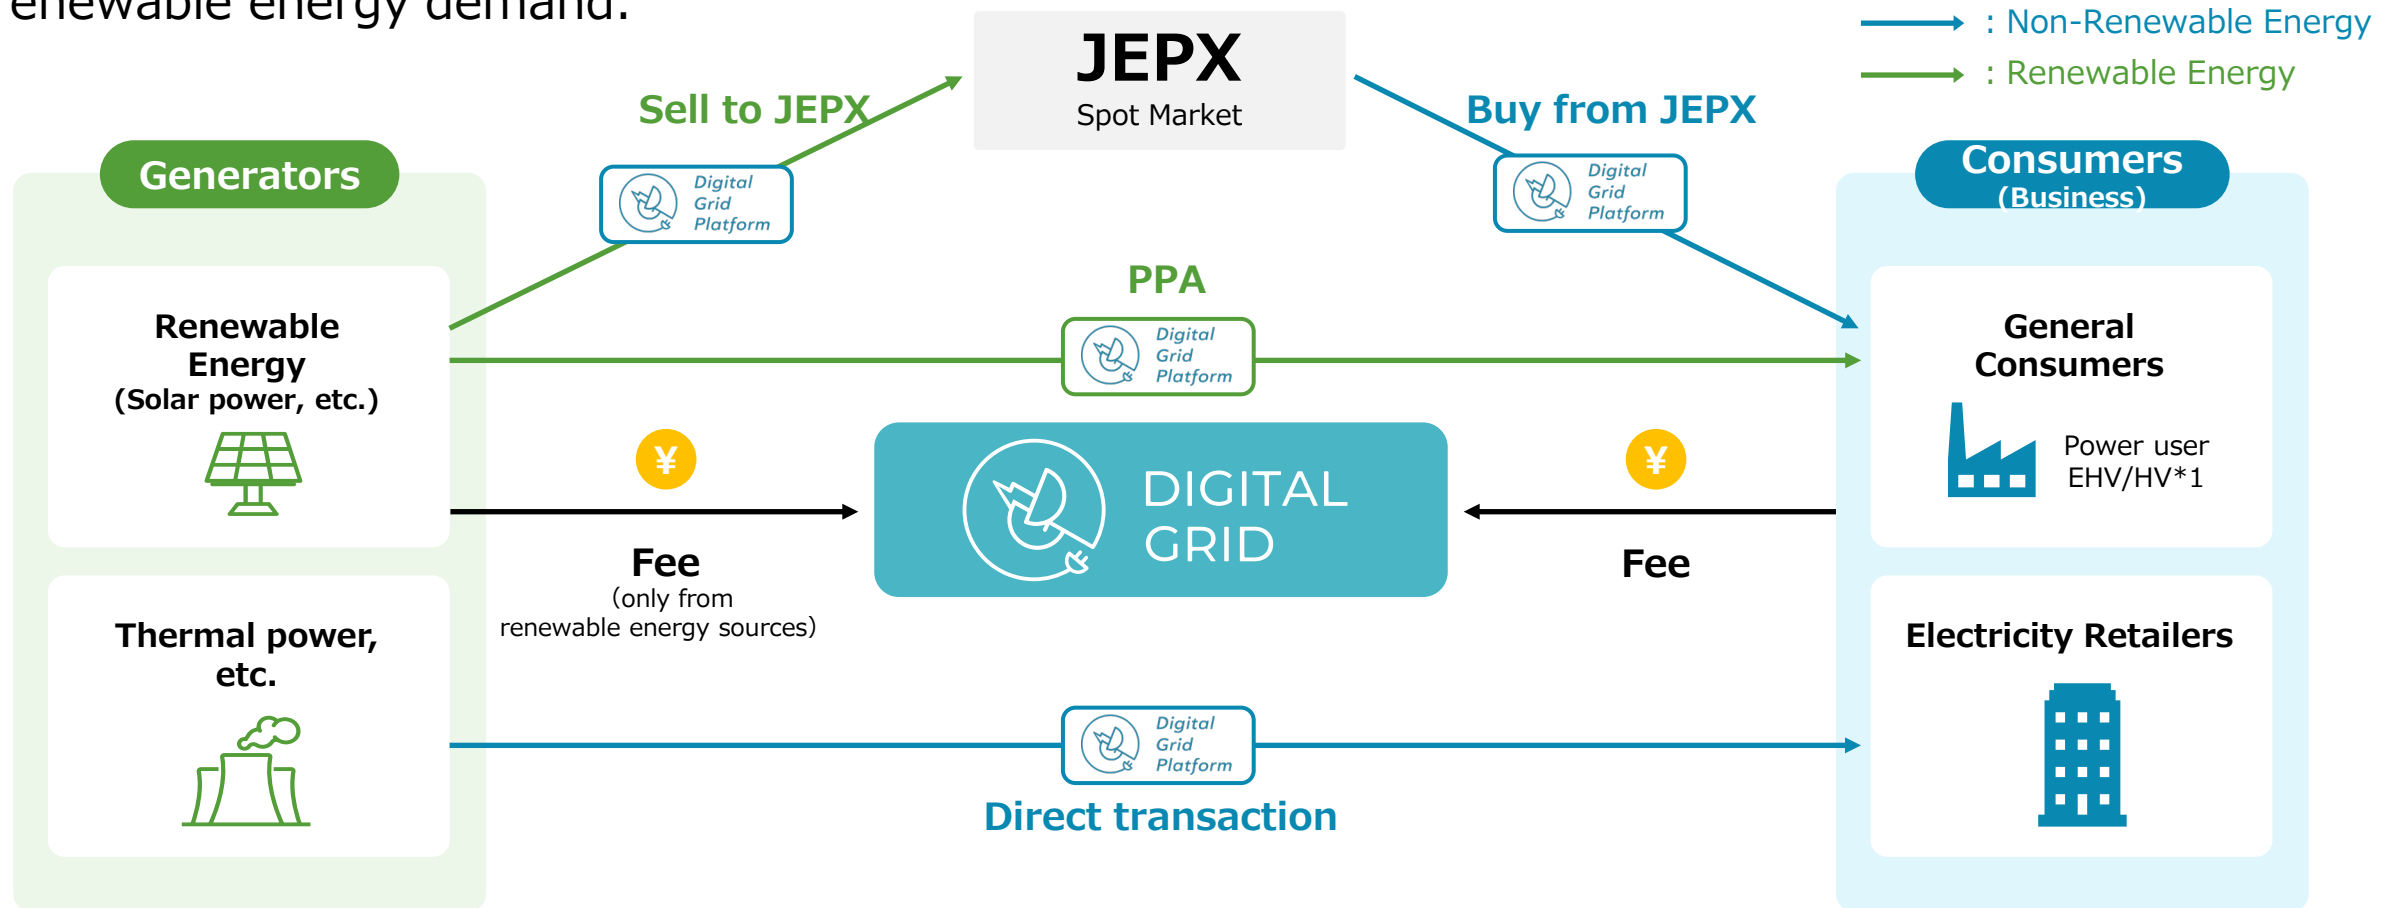 enewable energy demand.
: Non-Renewable Energy
: Renewable Energy
JEPX
Spot Market
Sell to JEPX
Buy from JEPX
Digital
Grid
Platform
Digital
Grid
Platform
Generators
Consumers
(Business)
PPA
Digital
Grid
Platform
Renewable
Energy
(Solar power, etc.)
General
Consumers
Power user
EHV/HV*1
¥
¥
DIGITAL
GRID
Fee
(only from
renewable energy sources)
Fee
Thermal power,
etc.
Electricity Retailers
Digital
Grid
Platform
Direct transaction